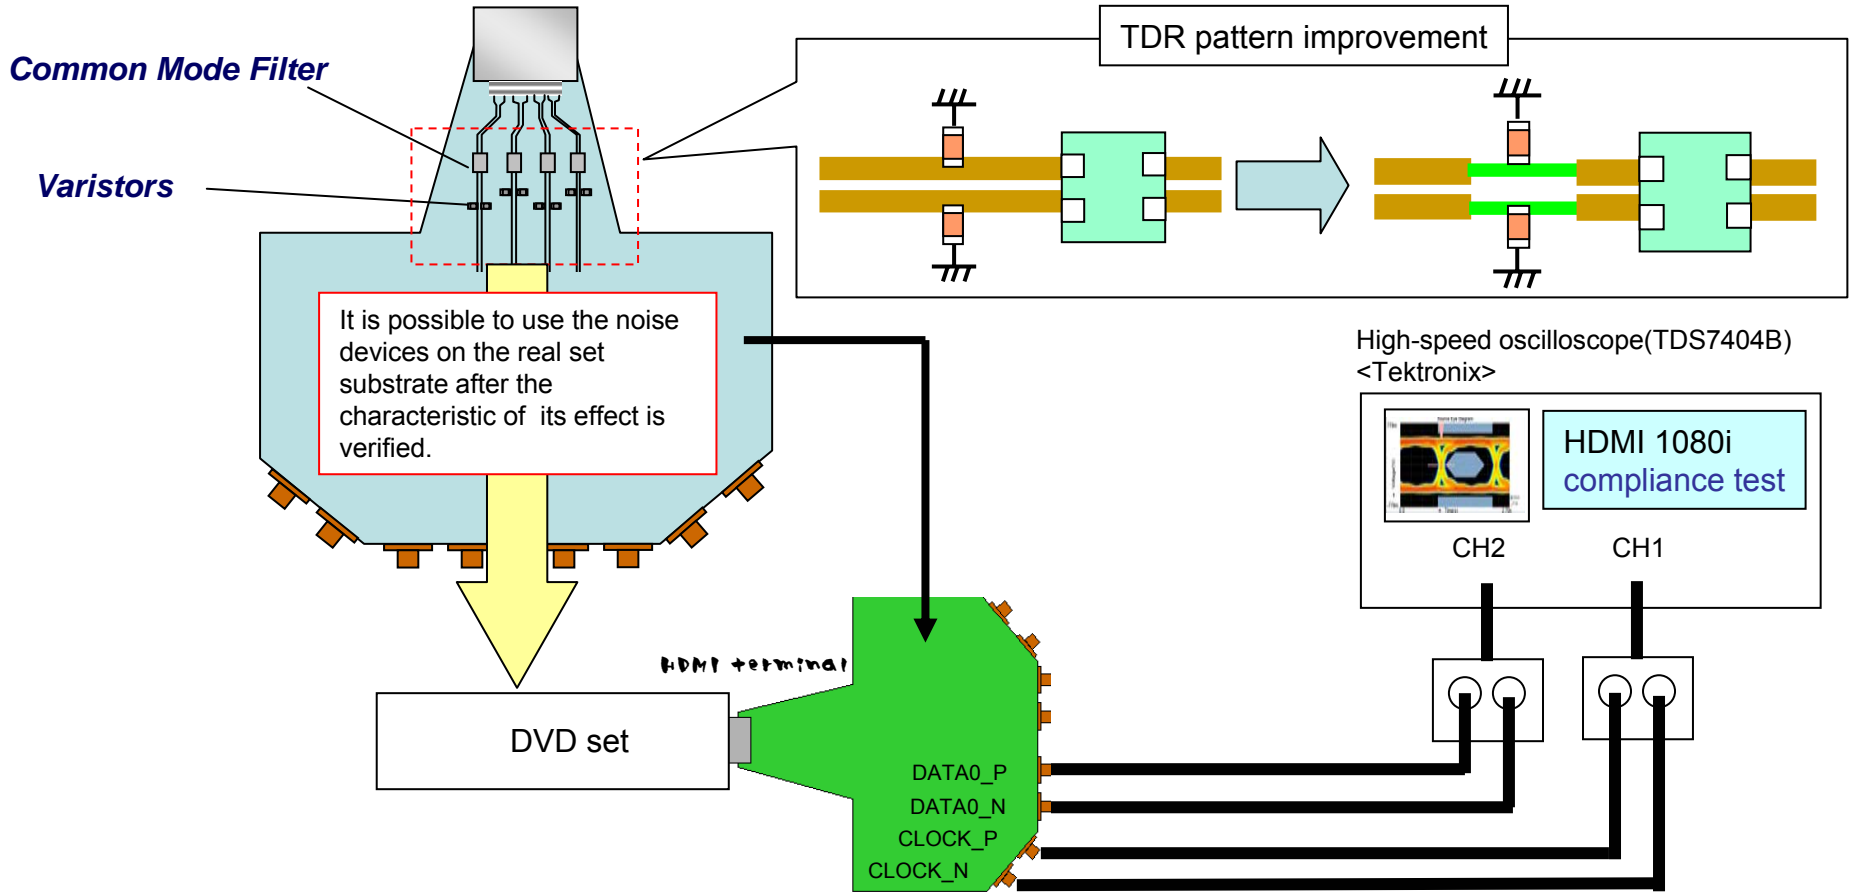 TDR pattern improvement
Common Mode Filter
Varistors
It is possible to use the noise
devices on the real set
substrate after the
characteristic of its effect is
verified.
High-speed oscilloscope(TDS7404B)
<Tektronix>
HDMI 1080i
compliance test
CH2
CH1
HDMI terminal
DVD set
DATA0_P
DATA0_N
CLOCK_P
CLOCK_N